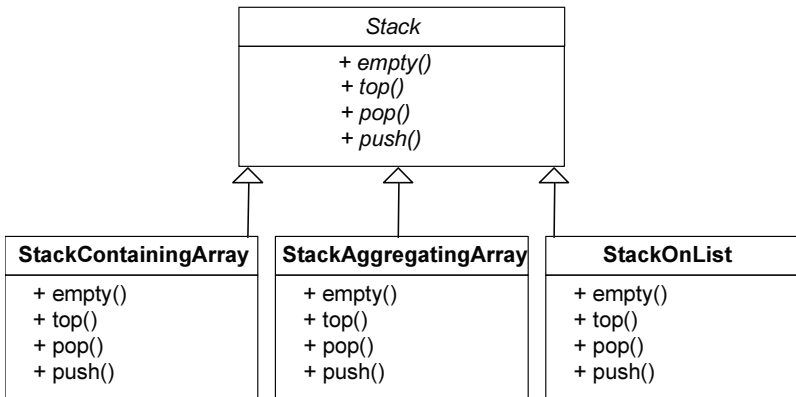 Stack
+ empty()
+ top()
+ pop()
+ push()
StackContainingArray
+ empty()
+ top()
+ pop()
+ push()
StackAggregatingArray
+ empty()
+ top()
+ pop()
+ push()
StackOnList
+ empty()
+ top()
+ pop()
+ push()